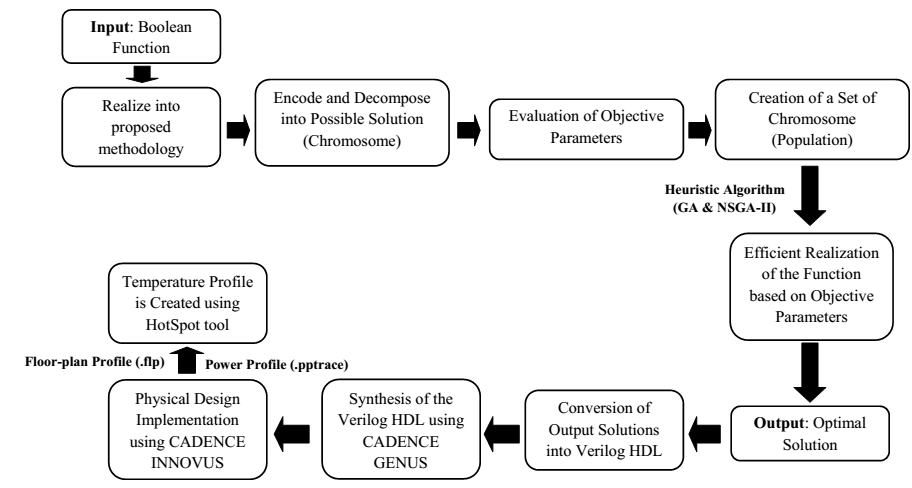 Input: Boolean
Function
Realize into
proposed
methodology
Encode and Decompose
into Possible Solution
(Chromosome)
Evaluation of Objective
Parameters
Creation of a Set of
Chromosome
(Population)
Heuristic Algorithm
(GA & NSGA-II)
Efficient Realization
of the Function
based on Objective
Parameters
Output: Optimal
Solution
Conversion of
Output Solutions
into Verilog HDL
Synthesis of the
Verilog HDL using
CADENCE
GENUS
Physical Design
Implementation
using CADENCE
INNOVUS
Floor-plan Profile (.flp)
Power Profile (.pptrace)
Temperature Profile
is Created using
HotSpot tool